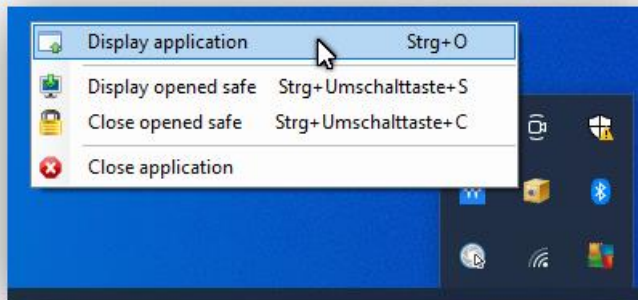 Display application Strg+O
Display opened safe Strg+Umschalttaste+S
Close opened safe Strg+Umschalttaste+C
Close application